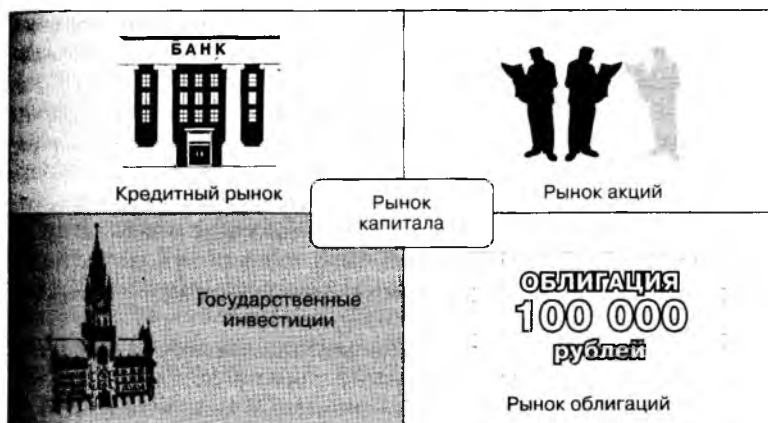 БАНК
Кредитный рынок
Рынок акций
Рынок
капитала
Государственные
инвестиции
ОБЛИГАЦИЯ
100 000
рублей
Рынок облигаций